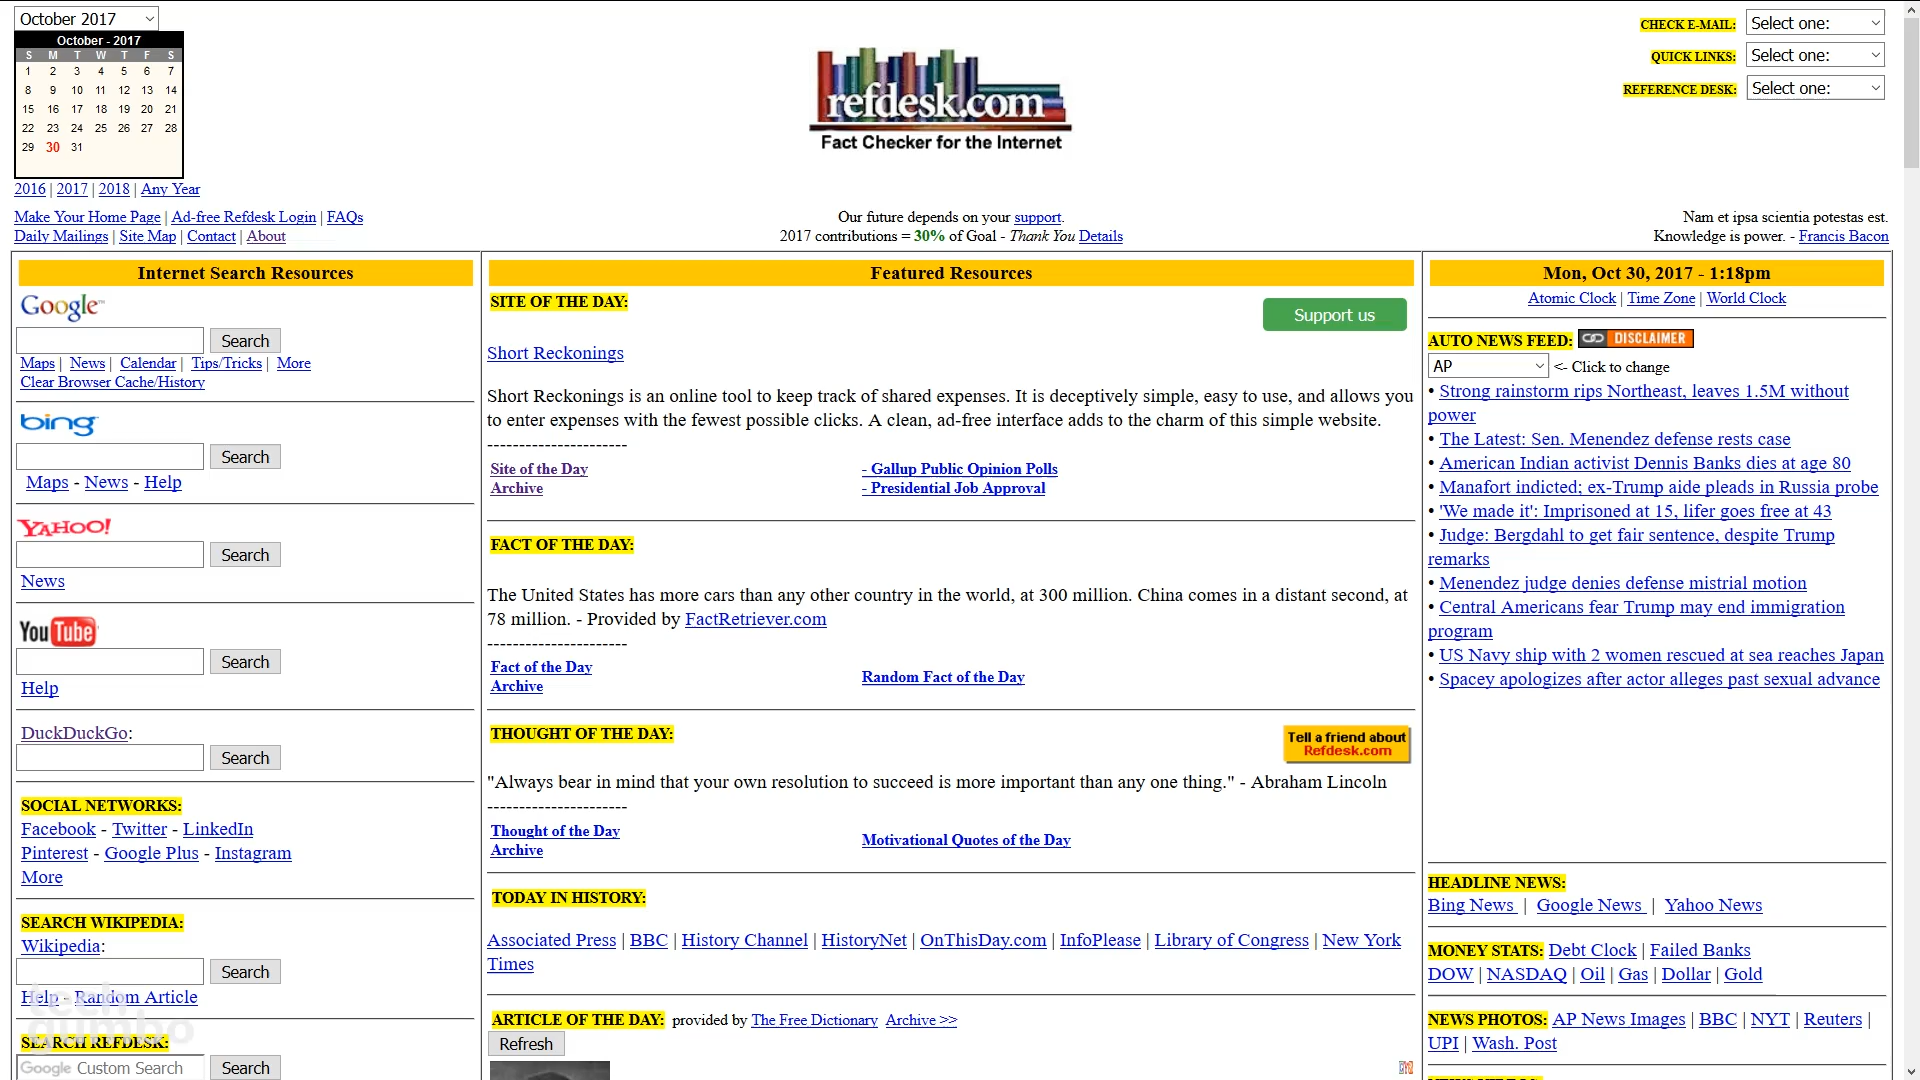 October 2017
October - 2017
S M T W T F S
1 2 3 4 5 6 7
8 9 10 11 12 13 14
15 16 17 18 19 20 21
22 23 24 25 26 27 28
29 30 31
2016 | 2017 | 2018 | Any Year
Make Your Home Page | Ad-free Refdesk Login | FAQs
Daily Mailings | Site Map | Contact | About
refdesk.com
Fact Checker for the Internet
Our future depends on your support.
2017 contributions = 30% of Goal - Thank You Details
CHECK E-MAIL: Select one:
QUICK LINKS: Select one:
REFERENCE DESK: Select one:
Nam et ipsa scientia potestas est.
Knowledge is power. - Francis Bacon
Internet Search Resources
Google™
Search
Maps | News | Calendar | Tips/Tricks | More
Clear Browser Cache/History
bing
Search
Maps - News - Help
YAHOO!
Search
News
YouTube
Search
Help
DuckDuckGo:
Search
SOCIAL NETWORKS:
Facebook - Twitter - LinkedIn
Pinterest - Google Plus - Instagram
More
SEARCH WIKIPEDIA:
Wikipedia:
Search
Help - Random Article
tech
gumbo
SEARCH REFDESK:
Google Custom Search Search
Featured Resources
SITE OF THE DAY:
Support us
Short Reckonings
Short Reckonings is an online tool to keep track of shared expenses. It is deceptively simple, easy to use, and allows you
to enter expenses with the fewest possible clicks. A clean, ad-free interface adds to the charm of this simple website.
----------------------
Site of the Day
Archive
- Gallup Public Opinion Polls
- Presidential Job Approval
FACT OF THE DAY:
The United States has more cars than any other country in the world, at 300 million. China comes in a distant second, at
78 million. - Provided by FactRetriever.com
----------------------
Fact of the Day
Archive
Random Fact of the Day
THOUGHT OF THE DAY:
Tell a friend about
Refdesk.com
"Always bear in mind that your own resolution to succeed is more important than any one thing." - Abraham Lincoln
----------------------
Thought of the Day
Archive
Motivational Quotes of the Day
TODAY IN HISTORY:
Associated Press | BBC | History Channel | HistoryNet | OnThisDay.com | InfoPlease | Library of Congress | New York
Times
ARTICLE OF THE DAY: provided by The Free Dictionary Archive >>
Refresh
Mon, Oct 30, 2017 - 1:18pm
Atomic Clock | Time Zone | World Clock
AUTO NEWS FEED: DISCLAIMER
AP <- Click to change
• Strong rainstorm rips Northeast, leaves 1.5M without
power
• The Latest: Sen. Menendez defense rests case
• American Indian activist Dennis Banks dies at age 80
• Manafort indicted; ex-Trump aide pleads in Russia probe
• 'We made it': Imprisoned at 15, lifer goes free at 43
• Judge: Bergdahl to get fair sentence, despite Trump
remarks
• Menendez judge denies defense mistrial motion
• Central Americans fear Trump may end immigration
program
• US Navy ship with 2 women rescued at sea reaches Japan
• Spacey apologizes after actor alleges past sexual advance
HEADLINE NEWS:
Bing News | Google News | Yahoo News
MONEY STATS: Debt Clock | Failed Banks
DOW | NASDAQ | Oil | Gas | Dollar | Gold
NEWS PHOTOS: AP News Images | BBC | NYT | Reuters |
UPI | Wash. Post